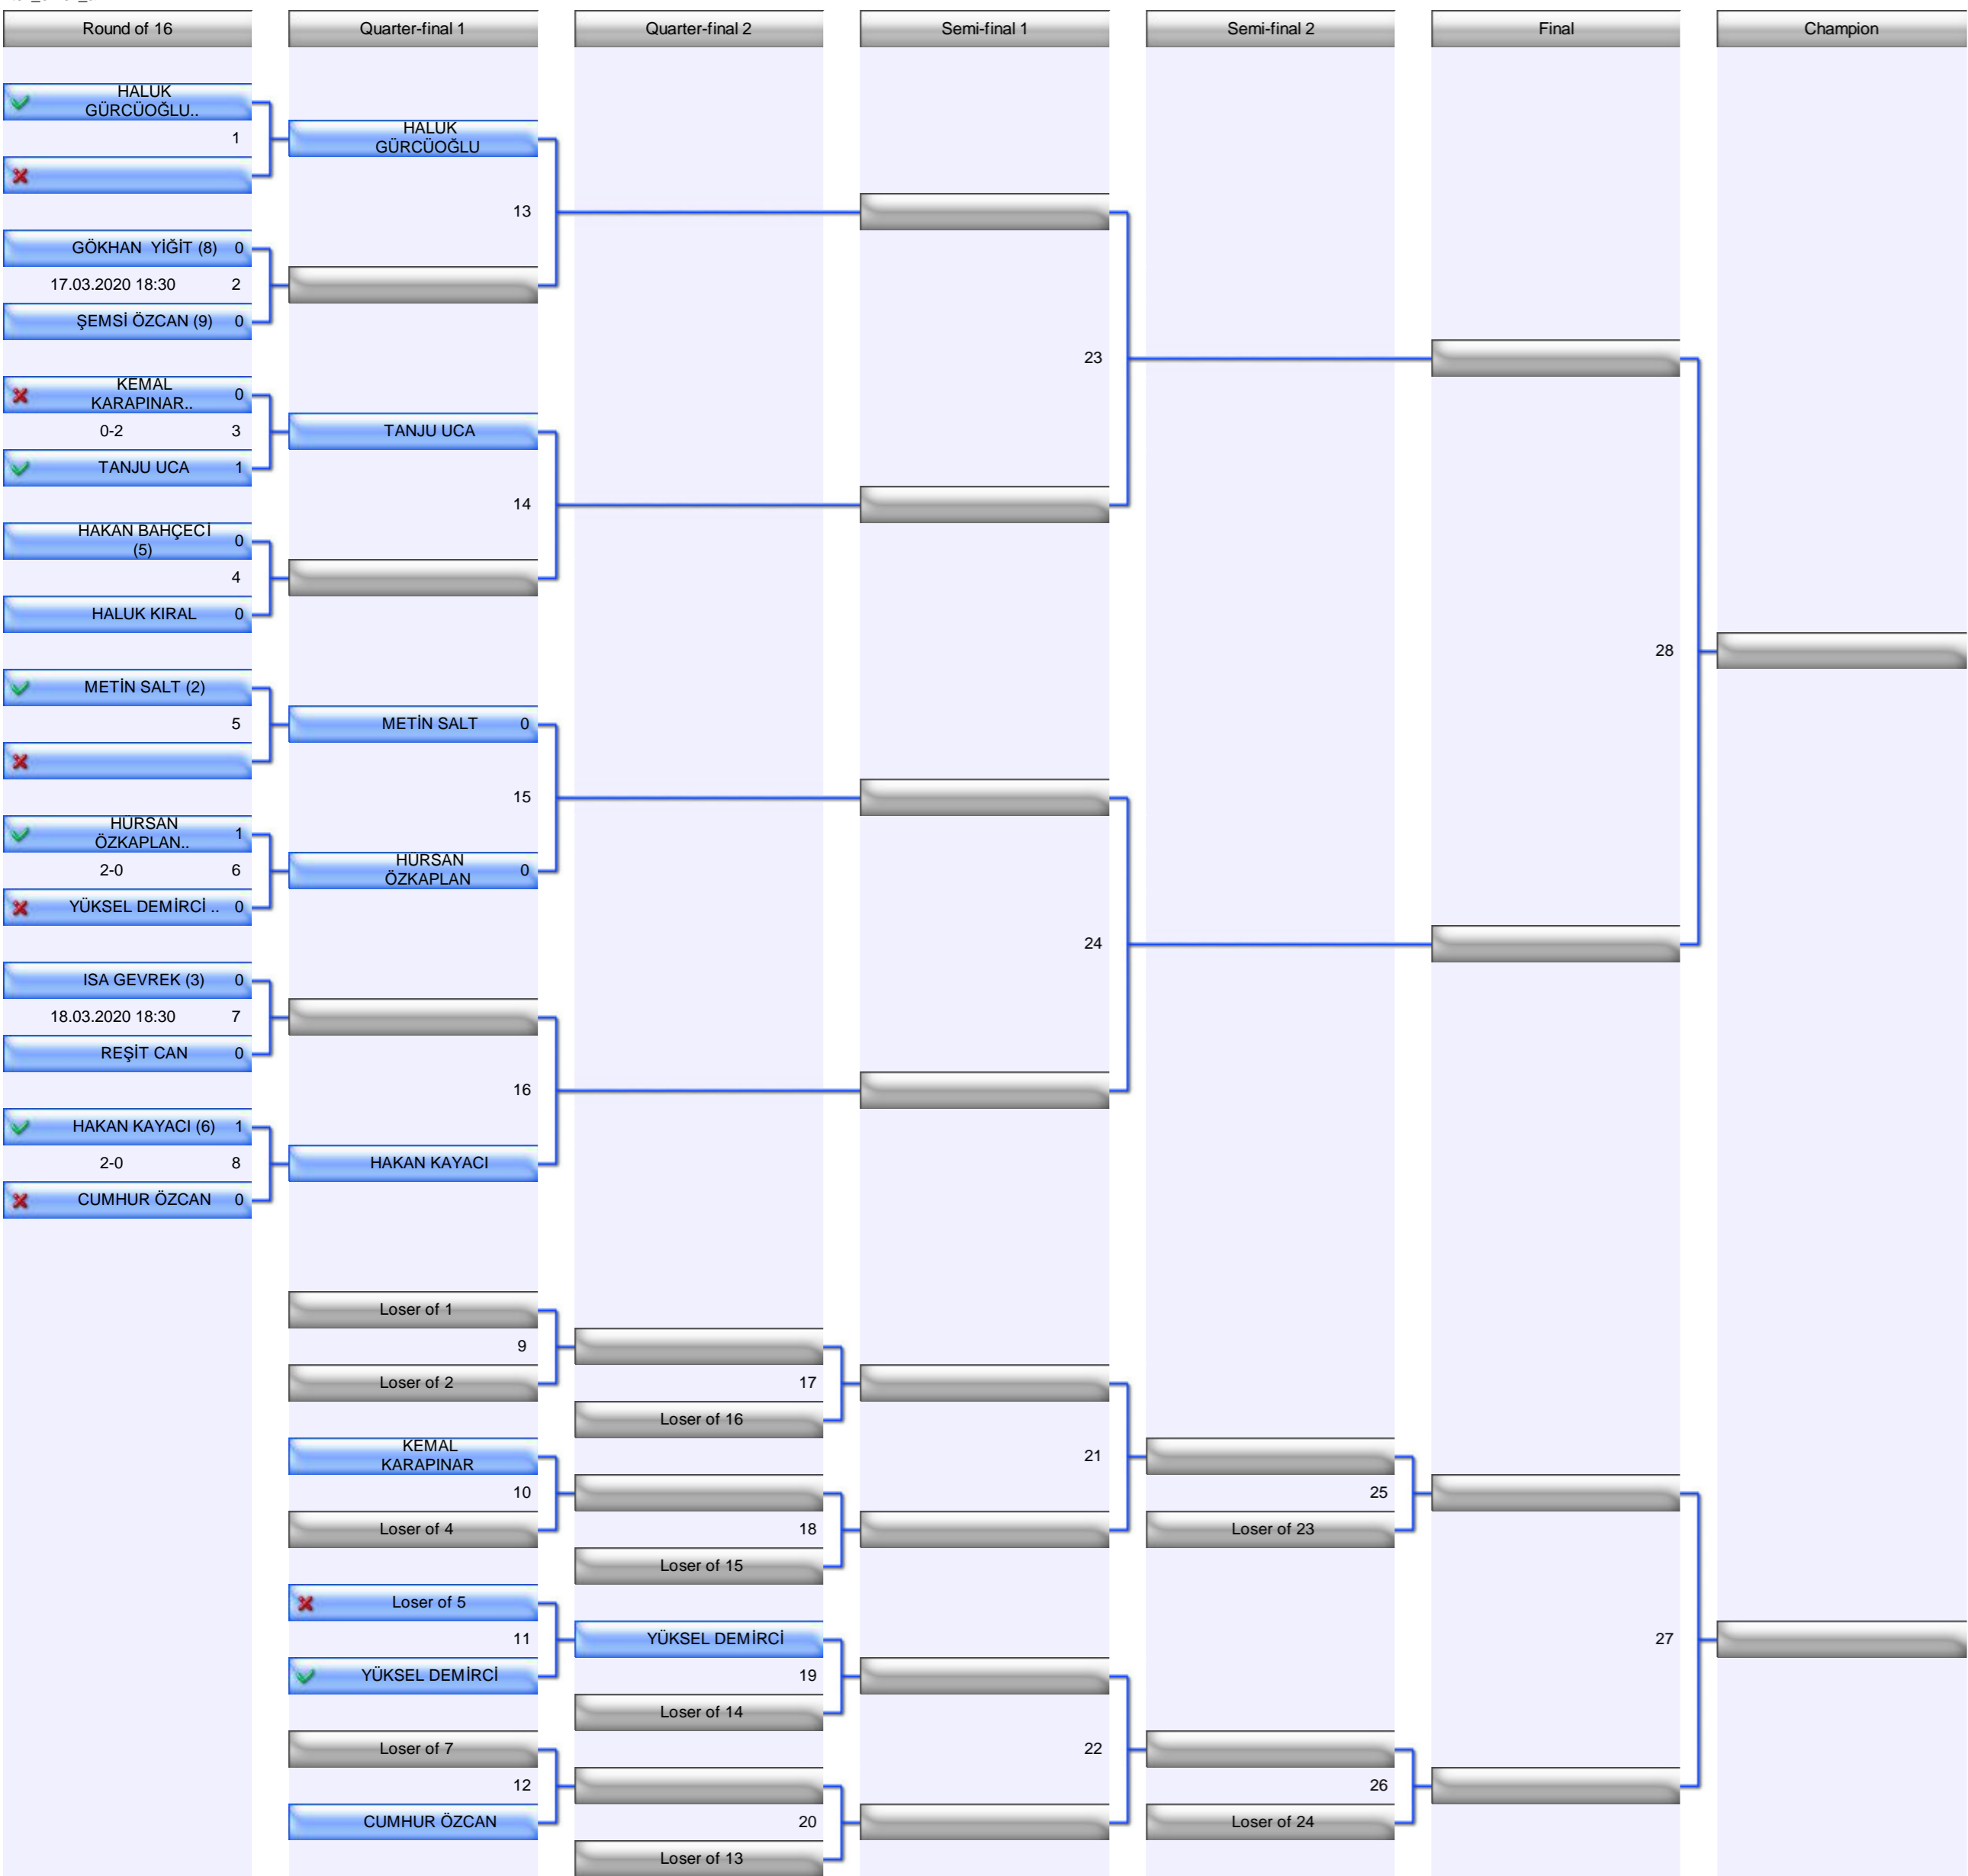 Round of 16
Quarter-final 1
Quarter-final 2
Semi-final 1
Semi-final 2
Final
Champion
HALUK
GÜRCÜOĞLU..
1
HALUK
GÜRCÜOĞLU
13
GÖKHAN YİĞİT (8) 0
17.03.2020 18:30 2
ŞEMSİ ÖZCAN (9) 0
23
KEMAL
KARAPINAR.. 0
0-2 3
TANJU UCA 1
TANJU UCA
14
HAKAN BAHÇECİ
(5) 0
4
HALUK KIRAL 0
28
METİN SALT (2)
5
METİN SALT 0
15
HÜRSAN
ÖZKAPLAN.. 1
2-0 6
YÜKSEL DEMİRCİ .. 0
HÜRSAN
ÖZKAPLAN 0
24
ISA GEVREK (3) 0
18.03.2020 18:30 7
REŞİT CAN 0
16
HAKAN KAYACI (6) 1
2-0 8
CUMHUR ÖZCAN 0
HAKAN KAYACI
Loser of 1
9
Loser of 2
17
Loser of 16
KEMAL
KARAPINAR
10
Loser of 4
21
18
Loser of 15
25
Loser of 23
Loser of 5
11
YÜKSEL DEMİRCİ
YÜKSEL DEMİRCİ
19
Loser of 14
27
Loser of 7
12
CUMHUR ÖZCAN
22
20
Loser of 13
26
Loser of 24